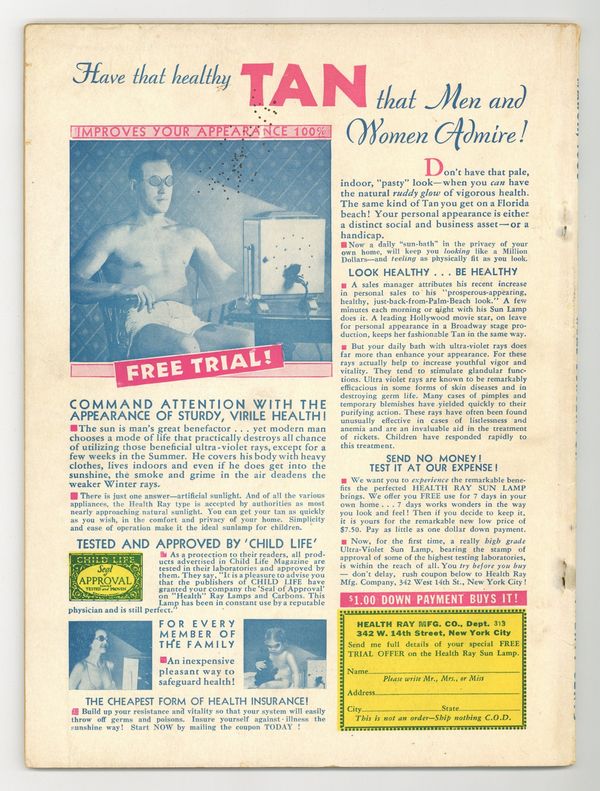 Have that healthy TAN that Men and
Women Admire!
IMPROVES YOUR APPEARANCE 100%
FREE TRIAL!
Don't have that pale,
indoor, "pasty" look—when you can have
the natural ruddy glow of vigorous health.
The same kind of Tan you get on a Florida
beach! Your personal appearance is either
a distinct social and business asset—or a
handicap.
Now a daily "sun-bath" in the privacy of your
own home, will keep you looking like a Million
Dollars—and feeling as physically fit as you look.
LOOK HEALTHY . . . BE HEALTHY
A sales manager attributes his recent increase
in personal sales to his "prosperous-appearing,
healthy, just-back-from-Palm-Beach look." A few
minutes each morning or night with his Sun Lamp
does it. A leading Hollywood movie star, on leave
for personal appearance in a Broadway stage pro-
duction, keeps her fashionable Tan in the same way.
But your daily bath with ultra-violet rays does
far more than enhance your appearance. For these
rays actually help to increase youthful vigor and
vitality. They tend to stimulate glandular func-
tions. Ultra violet rays are known to be remarkably
efficacious in some forms of skin diseases and in
destroying germ life. Many cases of pimples and
temporary blemishes have yielded quickly to their
purifying action. These rays have often been found
unusually effective in cases of listlessness and
anemia and are an invaluable aid in the treatment
of rickets. Children have responded rapidly to
this treatment.
SEND NO MONEY!
TEST IT AT OUR EXPENSE!
We want you to experience the remarkable bene-
fits the perfected HEALTH RAY SUN LAMP
brings. We offer you FREE use for 7 days in your
own home . . . 7 days works wonders in the way
you look and feel! Then if you decide to keep it,
it is yours for the remarkable new low price of
$7.50. Pay as little as one dollar down payment.
Now, for the first time, a really high grade
Ultra-Violet Sun Lamp, bearing the stamp of
approval of some of the highest testing laboratories,
is within the reach of all. You try before you buy
—don't delay, rush coupon below to Health Ray
Mfg. Company, 342 West 14th St., New York City!
$1.00 DOWN PAYMENT BUYS IT!
HEALTH RAY MFG. CO., Dept. 313
342 W. 14th Street, New York City
Send me full details of your special FREE
TRIAL OFFER on the Health Ray Sun Lamp.
Name
Please write Mr., Mrs., or Miss
Address
City State
This is not an order—Ship nothing C.O.D.
COMMAND ATTENTION WITH THE
APPEARANCE OF STURDY, VIRILE HEALTH!
The sun is man's great benefactor . . . yet modern man
chooses a mode of life that practically destroys all chance
of utilizing those beneficial ultra-violet rays, except for a
few weeks in the Summer. He covers his body with heavy
clothes, lives indoors and even if he does get into the
sunshine, the smoke and grime in the air deadens the
weaker Winter rays.
There is just one answer—artificial sunlight. And of all the various
appliances, the Health Ray type is accepted by authorities as most
nearly approaching natural sunlight. You can get your tan as quickly
as you wish, in the comfort and privacy of your home. Simplicity
and ease of operation make it the ideal sunlamp for children.
TESTED AND APPROVED BY 'CHILD LIFE'
CHILD LIFE
Seal
of
APPROVAL
TESTED and PROVEN
As a protection to their readers, all prod-
ucts advertised in Child Life Magazine are
tested in their laboratories and approved by
them. They say, "It is a pleasure to advise you
that the publishers of CHILD LIFE have
granted your company the 'Seal of Approval'
on "Health" Ray Lamps and Carbons. This
Lamp has been in constant use by a reputable
physician and is still perfect."
FOR EVERY
MEMBER OF
THE FAMILY
An inexpensive
pleasant way to
safeguard health!
THE CHEAPEST FORM OF HEALTH INSURANCE!
Build up your resistance and vitality so that your system will easily
throw off germs and poisons. Insure yourself against illness the
sunshine way! Start NOW by mailing the coupon TODAY !